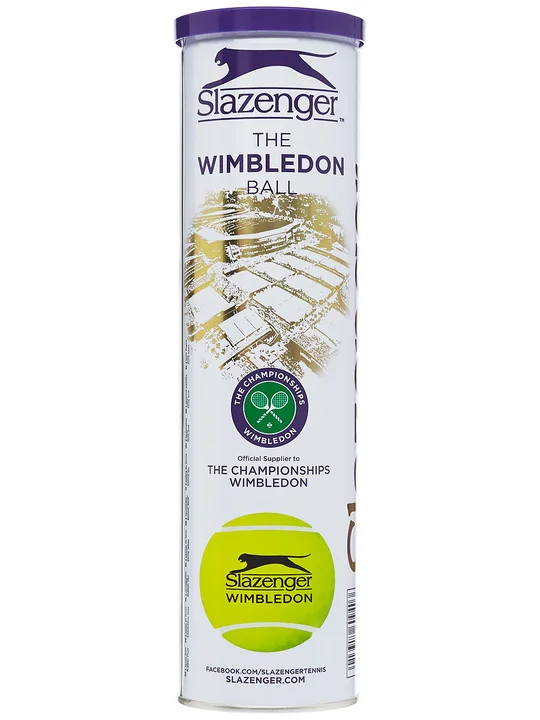 Slazenger™
THE
WIMBLEDON
BALL
THE CHAMPIONSHIPS
WIMBLEDON
Official Supplier to
THE CHAMPIONSHIPS
WIMBLEDON
Slazenger
WIMBLEDON
FACEBOOK.COM/SLAZENGERTENNIS
SLAZENGER.COM